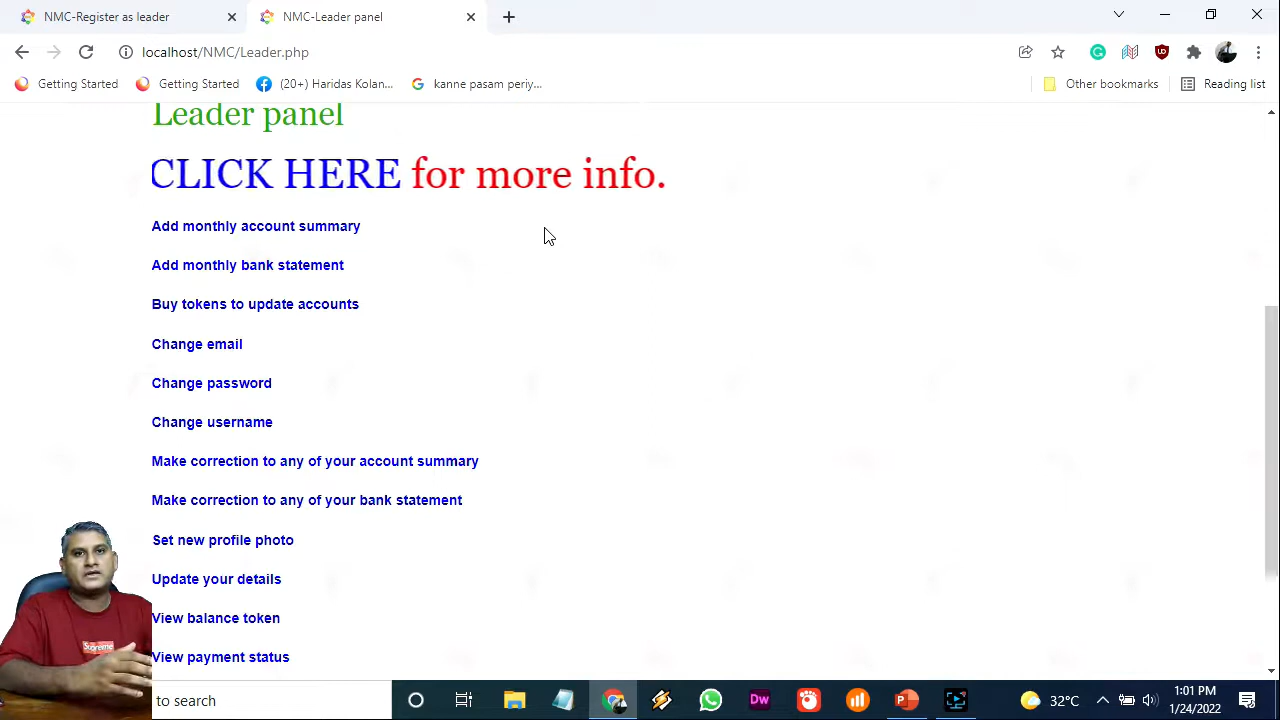 NMC-Register as leader
NMC-Leader panel
localhost/NMC/Leader.php
Getting Started
Getting Started
(20+) Haridas Kolan...
kanne pasam periy...
Other bookmarks
Reading list
Leader panel
CLICK HERE for more info.
Add monthly account summary
Add monthly bank statement
Buy tokens to update accounts
Change email
Change password
Change username
Make correction to any of your account summary
Make correction to any of your bank statement
Set new profile photo
Update your details
View balance token
View payment status
Supreme
to search
Dw
32°C
1:01 PM
1/24/2022